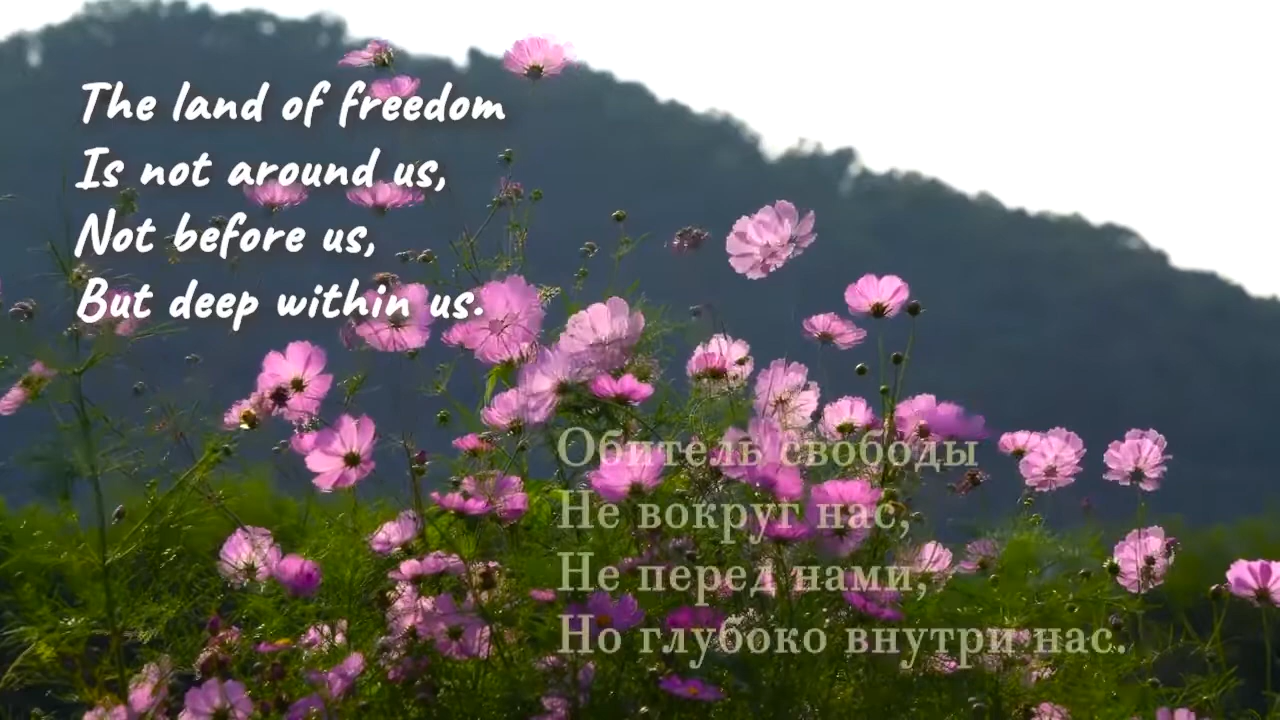 The land of freedom
Is not around us,
Not before us,
But deep within us.
Обитель свободы
Не вокруг нас,
Не перед нами,
Но глубоко внутри нас.